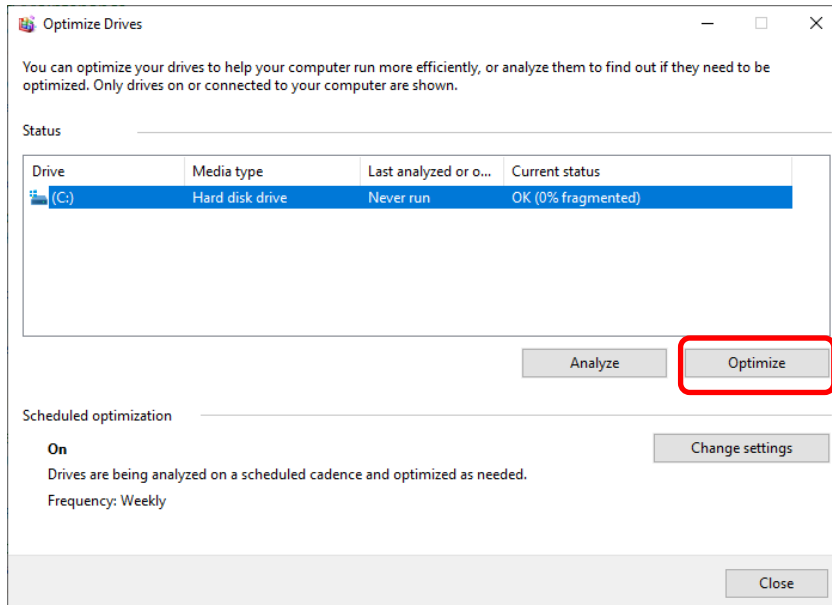 Optimize Drives
You can optimize your drives to help your computer run more efficiently, or analyze them to find out if they need to be
optimized. Only drives on or connected to your computer are shown.
Status
Drive Media type Last analyzed or o... Current status
(C:) Hard disk drive Never run OK (0% fragmented)
Analyze Optimize
Scheduled optimization
On Change settings
Drives are being analyzed on a scheduled cadence and optimized as needed.
Frequency: Weekly
Close